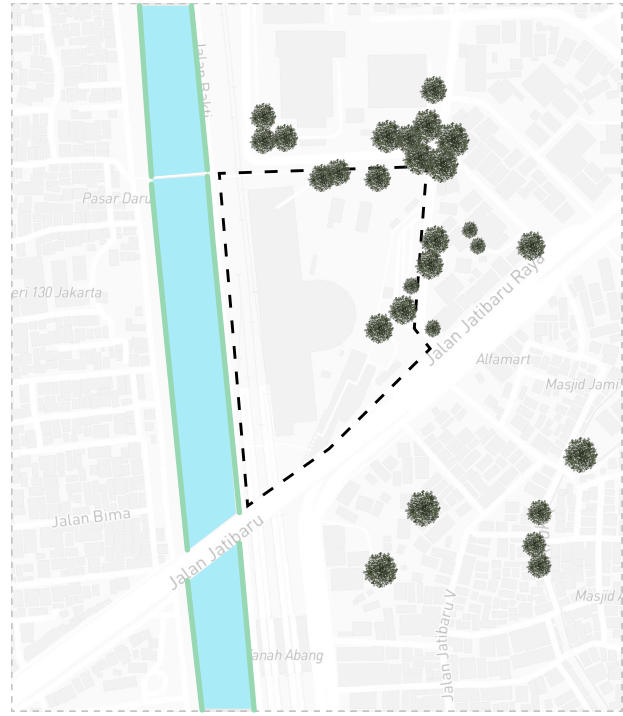 Jalan Bakti
Pasar Daru
eri 130 Jakarta
Jalan Jatibaru Raya
Alfamart
Masjid Jami
Jalan Bima
Jalan Jatibaru
anah Abang
Jalan Jatibaru V
Masjid A